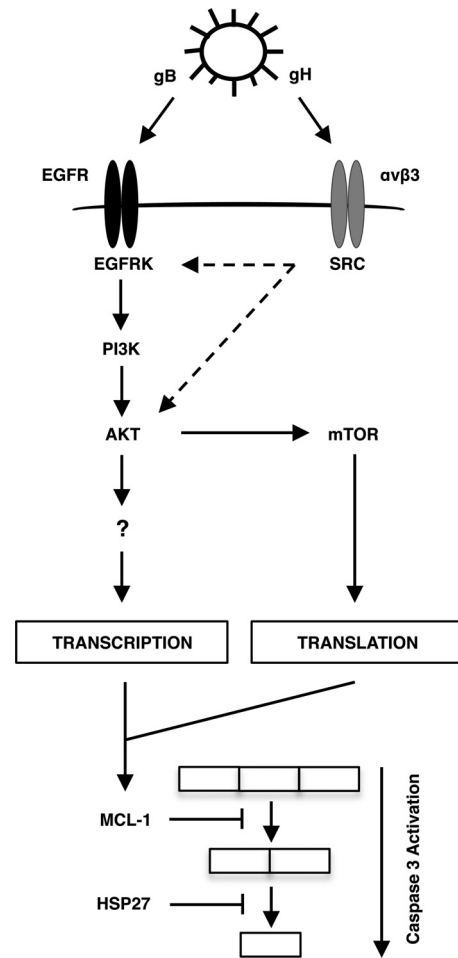 gB
gH
EGFR
αvβ3
EGFRK
SRC
PI3K
AKT
mTOR
?
TRANSCRIPTION
TRANSLATION
MCL-1
HSP27
Caspase 3 Activation